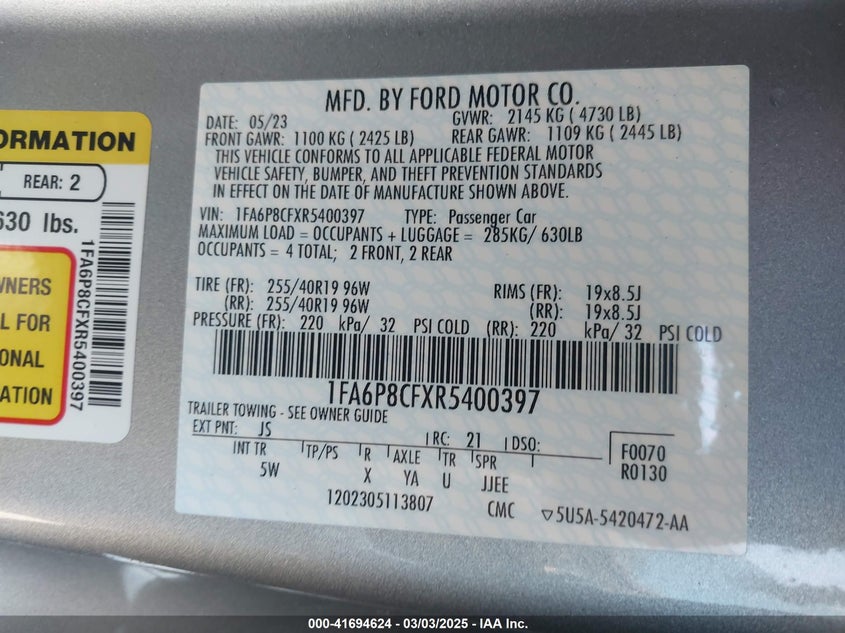 ORMATION
REAR: 2
630 lbs.
WNERS
L FOR
ONAL
ATION
1FA6P8CFXR5400397
MFD. BY FORD MOTOR CO.
DATE: 05/23 GVWR: 2145 KG ( 4730 LB)
FRONT GAWR: 1100 KG ( 2425 LB) REAR GAWR: 1109 KG ( 2445 LB)
THIS VEHICLE CONFORMS TO ALL APPLICABLE FEDERAL MOTOR
VEHICLE SAFETY, BUMPER, AND THEFT PREVENTION STANDARDS
IN EFFECT ON THE DATE OF MANUFACTURE SHOWN ABOVE.
VIN: 1FA6P8CFXR5400397 TYPE: Passenger Car
MAXIMUM LOAD = OCCUPANTS + LUGGAGE = 285KG/ 630LB
OCCUPANTS = 4 TOTAL; 2 FRONT, 2 REAR
TIRE (FR): 255/40R19 96W RIMS (FR): 19x8.5J
(RR): 255/40R19 96W (RR): 19x8.5J
PRESSURE (FR): 220 kPa/ 32 PSI COLD (RR): 220 kPa/ 32 PSI COLD
1FA6P8CFXR5400397
TRAILER TOWING - SEE OWNER GUIDE
EXT PNT: JS RC: 21 DSO: F0070
INT TR TP/PS R AXLE TR SPR R0130
5W X YA U JJEE
1202305113807 CMC ▽5U5A-5420472-AA
000-41694624 / 03/03/2025 - IAA Inc.